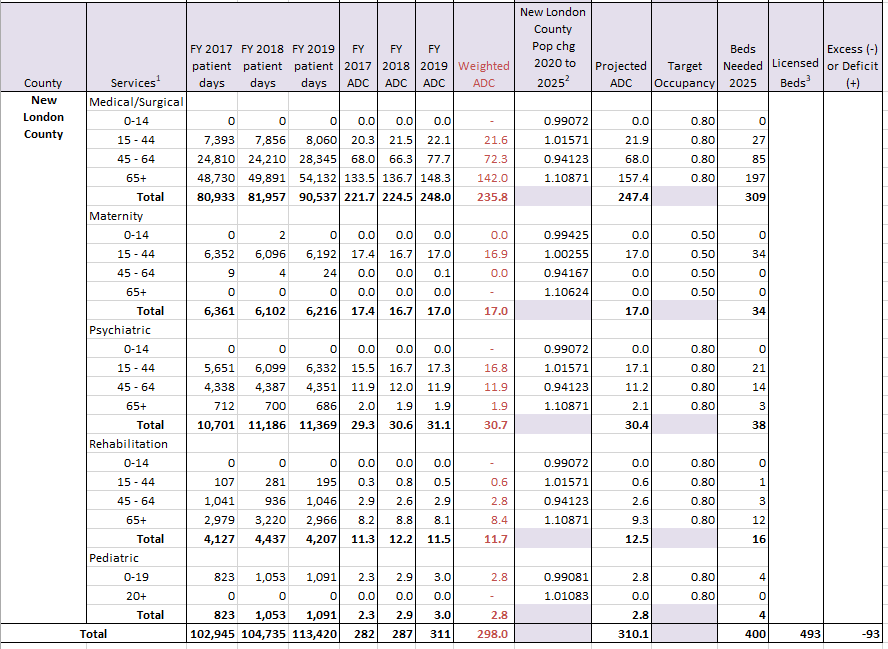 County Services1 FY 2017 patient days FY 2018 patient days FY 2019 patient days FY 2017 ADC FY 2018 ADC FY 2019 ADC Weighted ADC New London County Pop chg 2020 to 20252 Projected ADC Target Occupancy Beds Needed 2025 Licensed Beds3 Excess (-) or Deficit (+)
New London County
Medical/Surgical
0-14 0 0 0 0.0 0.0 0.0 - 0.99072 0.0 0.80 0
15 - 44 7,393 7,856 8,060 20.3 21.5 22.1 21.6 1.01571 21.9 0.80 27
45 - 64 24,810 24,210 28,345 68.0 66.3 77.7 72.3 0.94123 68.0 0.80 85
65+ 48,730 49,891 54,132 133.5 136.7 148.3 142.0 1.10871 157.4 0.80 197
Total 80,933 81,957 90,537 221.7 224.5 248.0 235.8 247.4 309
Maternity
0-14 0 2 0 0.0 0.0 0.0 0.0 0.99425 0.0 0.50 0
15 - 44 6,352 6,096 6,192 17.4 16.7 17.0 16.9 1.00255 17.0 0.50 34
45 - 64 9 4 24 0.0 0.0 0.1 0.0 0.94167 0.0 0.50 0
65+ 0 0 0 0.0 0.0 0.0 - 1.10624 0.0 0.50 0
Total 6,361 6,102 6,216 17.4 16.7 17.0 17.0 17.0 34
Psychiatric
0-14 0 0 0 0.0 0.0 0.0 - 0.99072 0.0 0.80 0
15 - 44 5,651 6,099 6,332 15.5 16.7 17.3 16.8 1.01571 17.1 0.80 21
45 - 64 4,338 4,387 4,351 11.9 12.0 11.9 11.9 0.94123 11.2 0.80 14
65+ 712 700 686 2.0 1.9 1.9 1.9 1.10871 2.1 0.80 3
Total 10,701 11,186 11,369 29.3 30.6 31.1 30.7 30.4 38
Rehabilitation
0-14 0 0 0 0.0 0.0 0.0 - 0.99072 0.0 0.80 0
15 - 44 107 281 195 0.3 0.8 0.5 0.6 1.01571 0.6 0.80 1
45 - 64 1,041 936 1,046 2.9 2.6 2.9 2.8 0.94123 2.6 0.80 3
65+ 2,979 3,220 2,966 8.2 8.8 8.1 8.4 1.10871 9.3 0.80 12
Total 4,127 4,437 4,207 11.3 12.2 11.5 11.7 12.5 16
Pediatric
0-19 823 1,053 1,091 2.3 2.9 3.0 2.8 0.99081 2.8 0.80 4
20+ 0 0 0 0.0 0.0 0.0 - 1.01083 0.0 0.80 0
Total 823 1,053 1,091 2.3 2.9 3.0 2.8 2.8 4
Total 102,945 104,735 113,420 282 287 311 298.0 310.1 400 493 -93